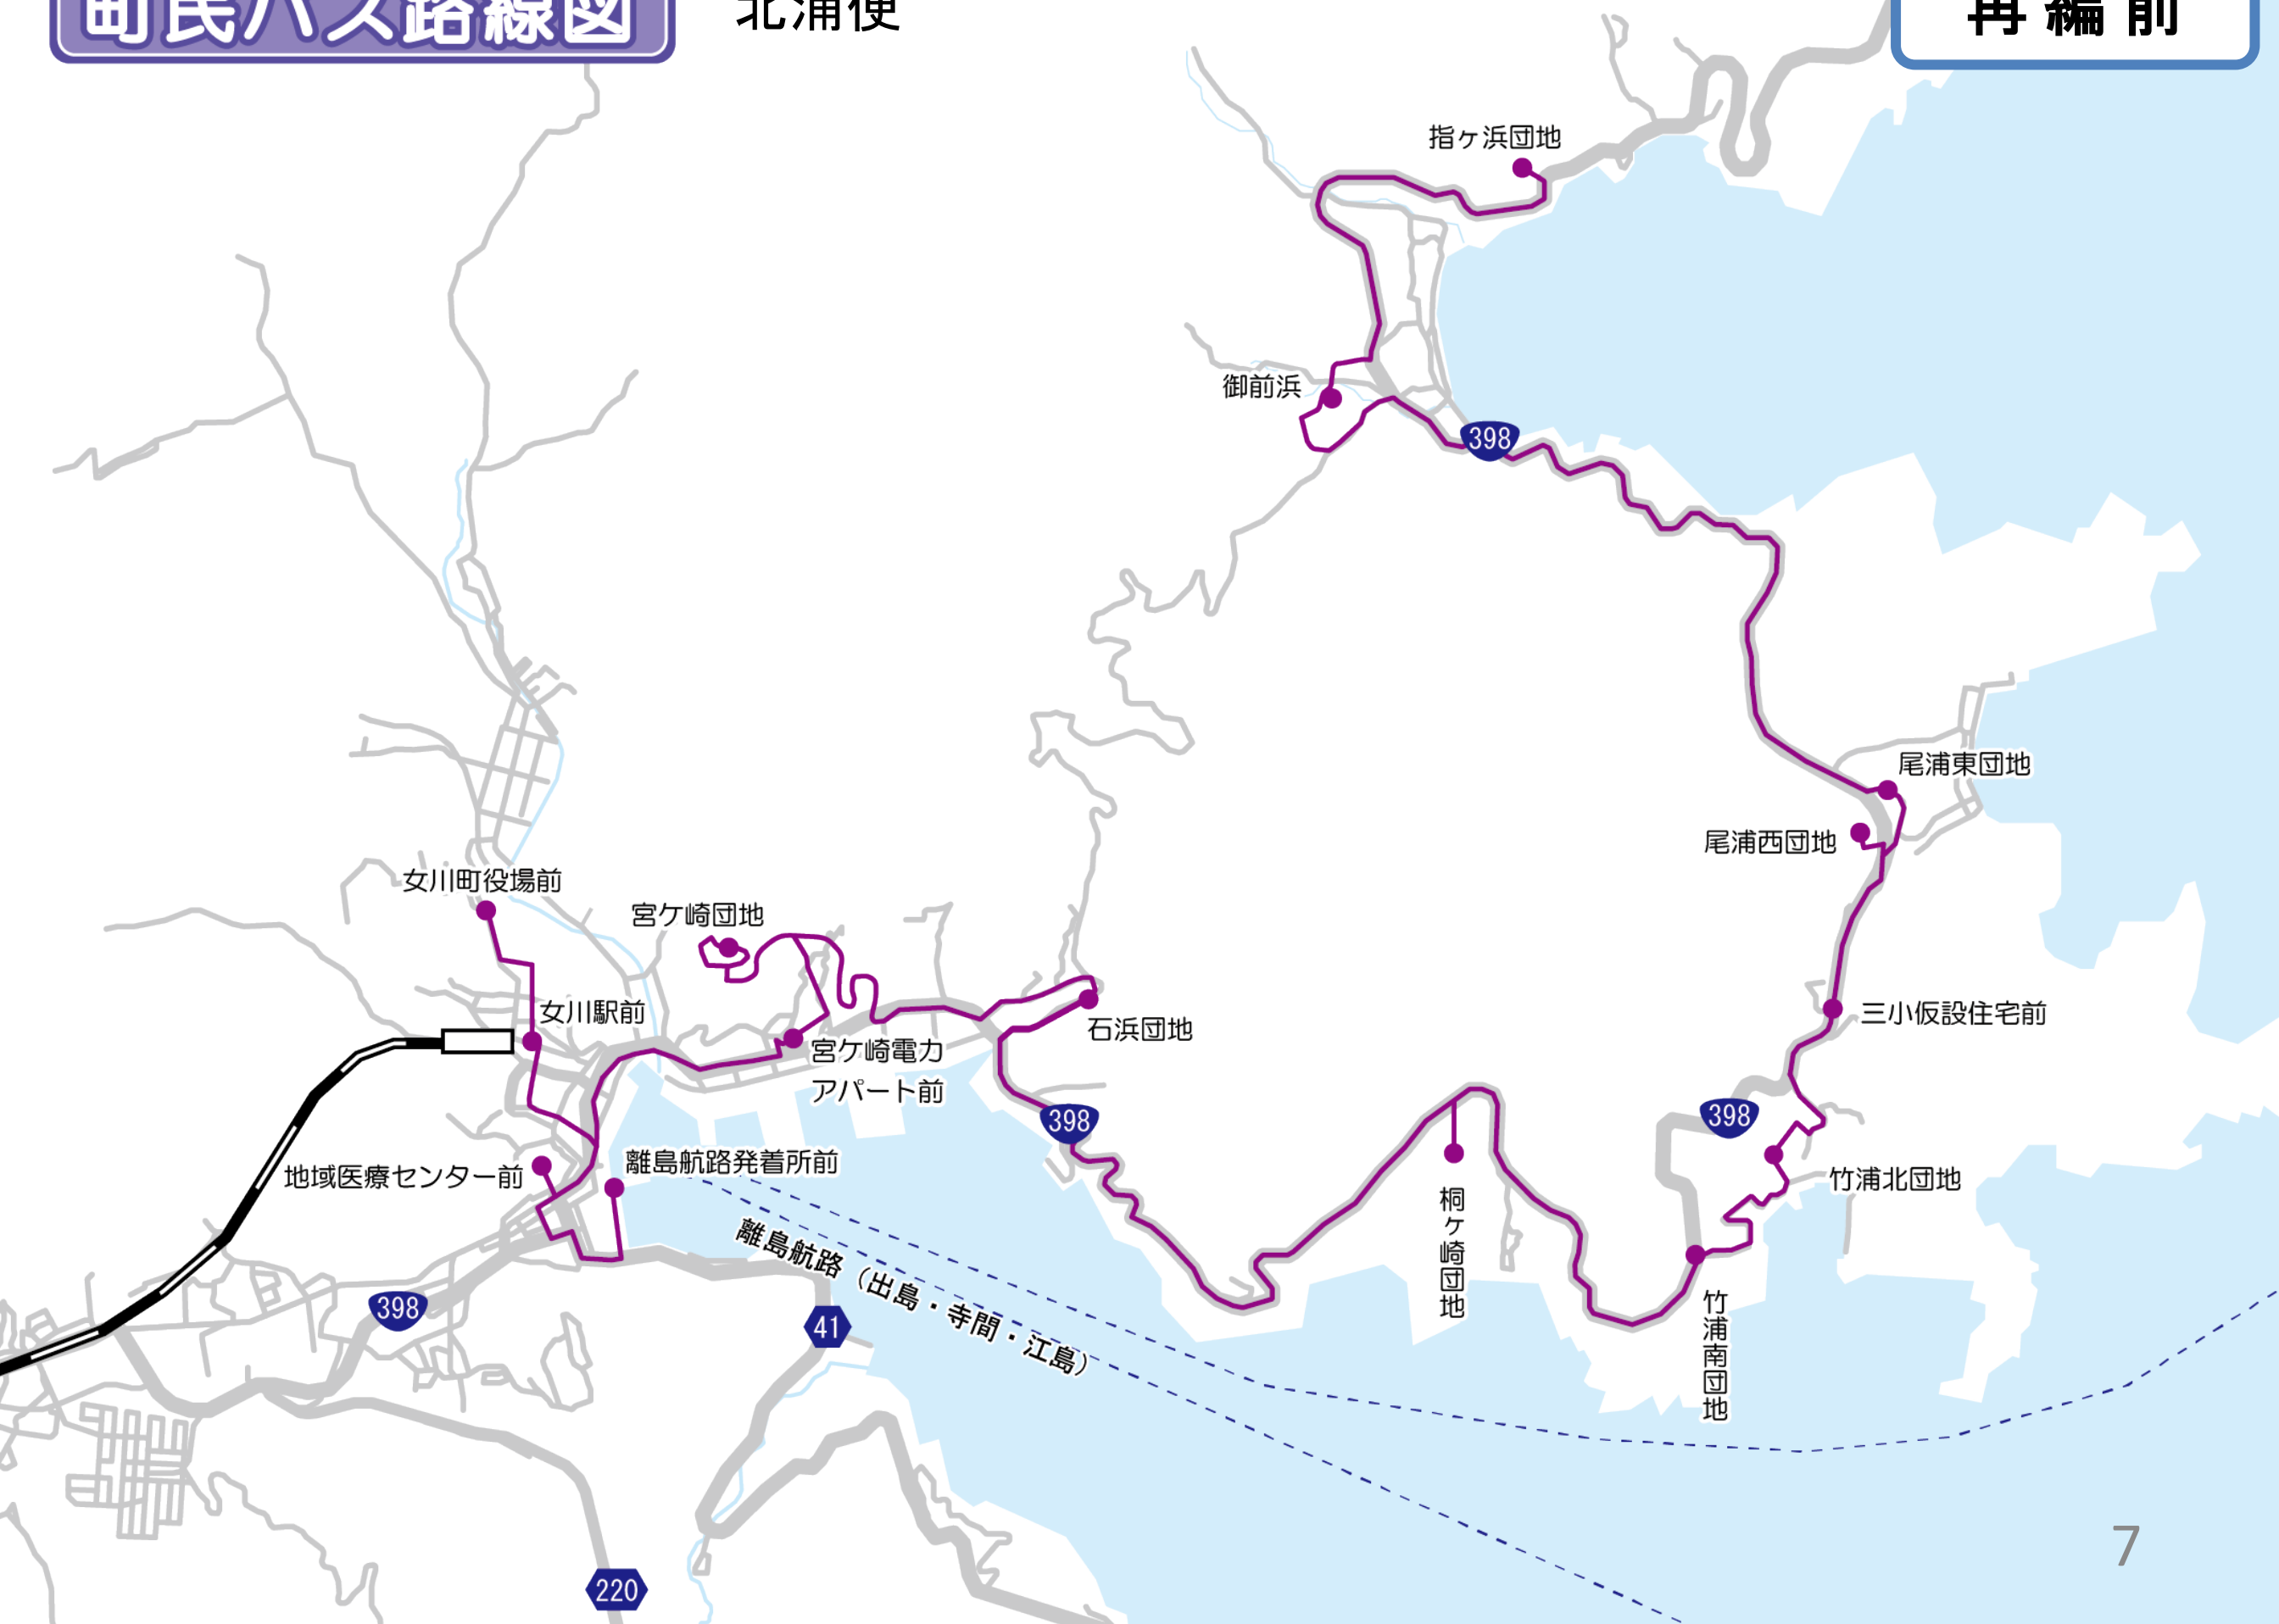 町民バス路線図
北浦便
再編前
指ヶ浜団地
御前浜
398
尾浦東団地
尾浦西団地
女川町役場前
宮ケ崎団地
女川駅前
三小仮設住宅前
石浜団地
宮ケ崎電力
アパート前
398
398
離島航路発着所前
地域医療センター前
竹浦北団地
桐ヶ崎団地
離島航路（出島・寺間・江島）
竹浦南団地
398
41
220
7